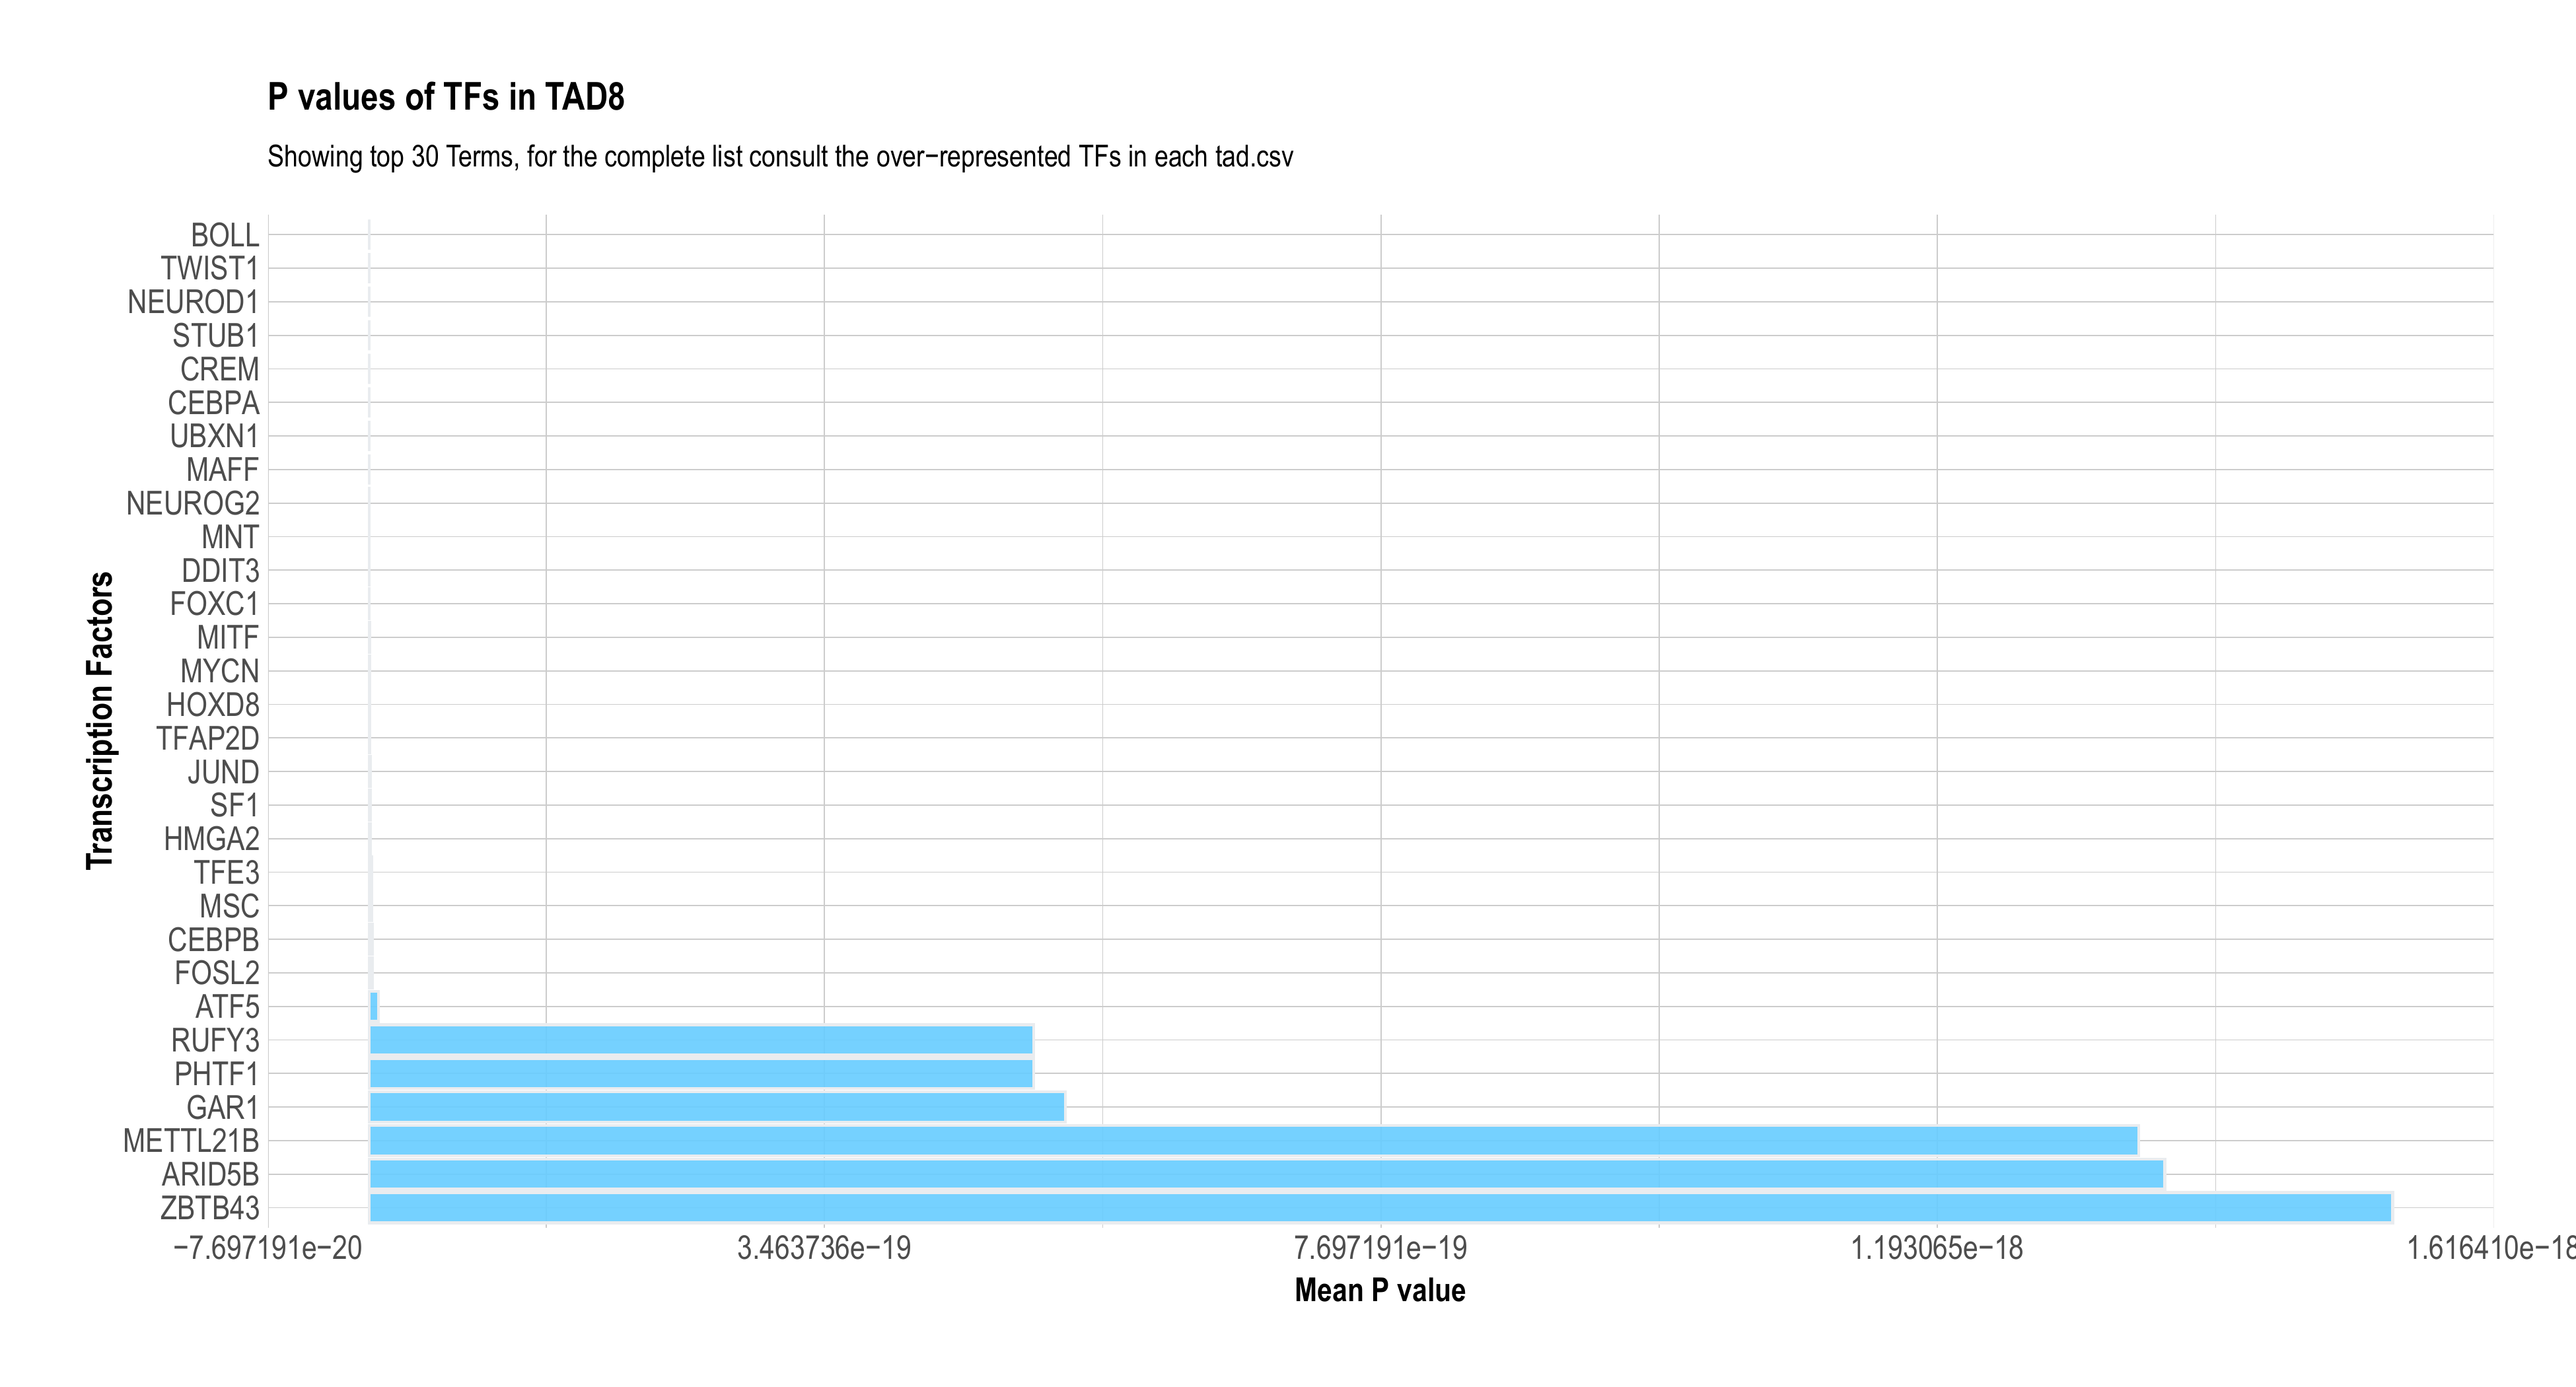 P values of TFs in TAD8
Showing top 30 Terms, for the complete list consult the over−represented TFs in each tad.csv
Transcription Factors
BOLL
TWIST1
NEUROD1
STUB1
CREM
CEBPA
UBXN1
MAFF
NEUROG2
MNT
DDIT3
FOXC1
MITF
MYCN
HOXD8
TFAP2D
JUND
SF1
HMGA2
TFE3
MSC
CEBPB
FOSL2
ATF5
RUFY3
PHTF1
GAR1
METTL21B
ARID5B
ZBTB43
−7.697191e−20 3.463736e−19 7.697191e−19 1.193065e−18 1.616410e−18
Mean P value